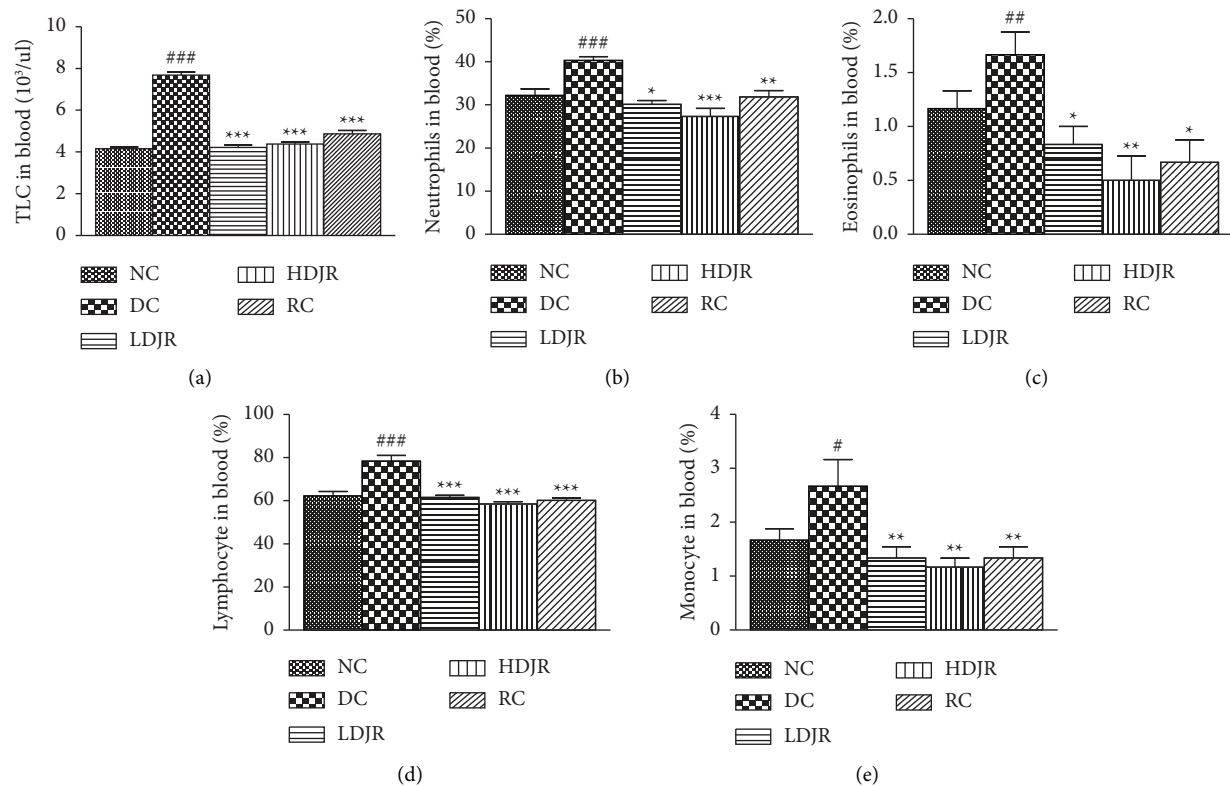 TLC in blood (10³/ul)
10
8
6
4
2
0
###
***
***
***
NC
DC
LDJR
HDJR
RC
(a)
Neutrophils in blood (%)
50
40
30
20
10
0
###
*
***
**
NC
DC
LDJR
HDJR
RC
(b)
Eosinophils in blood (%)
2.0
1.5
1.0
0.5
0.0
##
*
**
*
NC
DC
LDJR
HDJR
RC
(c)
Lymphocyte in blood (%)
100
80
60
40
20
0
###
***
***
***
NC
DC
LDJR
HDJR
RC
(d)
Monocyte in blood (%)
4
3
2
1
0
#
**
**
**
NC
DC
LDJR
HDJR
RC
(e)